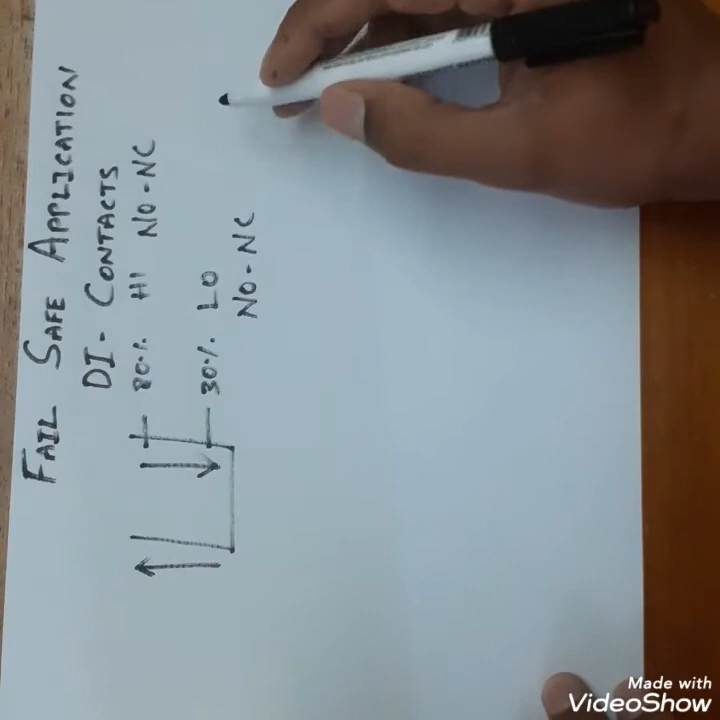 FAIL SAFE APPLICATION
DI - CONTACTS
80% HI NO-NC
30% LO
NO-NC
Made with
VideoShow